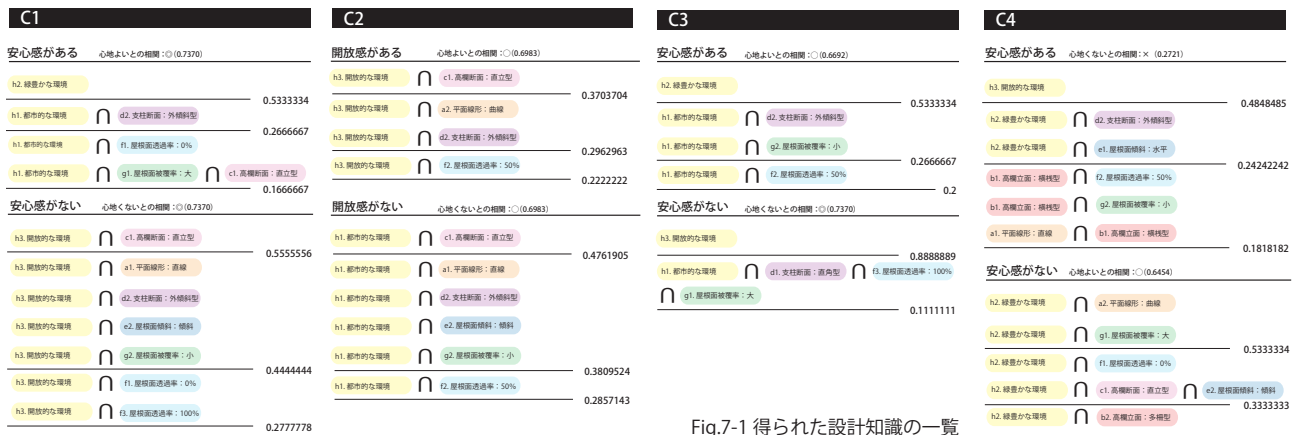 C1
安心感がある 心地よいとの相関：◎(0.7370)
h2. 緑豊かな環境
0.5333334
h1. 都市的な環境 ⋂ d2. 支柱断面：外傾斜型
0.2666667
h1. 都市的な環境 ⋂ f1. 屋根面透過率：0%
h1. 都市的な環境 ⋂ g1. 屋根面被覆率：大 ⋂ c1. 高欄断面：直立型
0.1666667
安心感がない 心地くないとの相関：◎(0.7370)
h3. 開放的な環境 ⋂ c1. 高欄断面：直立型
0.5555556
h3. 開放的な環境 ⋂ a1. 平面線形：直線
h3. 開放的な環境 ⋂ d2. 支柱断面：外傾斜型
h3. 開放的な環境 ⋂ e2. 屋根面傾斜：傾斜
h3. 開放的な環境 ⋂ g2. 屋根面被覆率：小
0.4444444
h3. 開放的な環境 ⋂ f1. 屋根面透過率：0%
h3. 開放的な環境 ⋂ f3. 屋根面透過率：100%
0.2777778
C2
開放感がある 心地よいとの相関：○(0.6983)
h3. 開放的な環境 ⋂ c1. 高欄断面：直立型
0.3703704
h3. 開放的な環境 ⋂ a2. 平面線形：曲線
h3. 開放的な環境 ⋂ d2. 支柱断面：外傾斜型
0.2962963
h3. 開放的な環境 ⋂ f2. 屋根面透過率：50%
0.2222222
開放感がない 心地くないとの相関：○(0.6983)
h1. 都市的な環境 ⋂ c1. 高欄断面：直立型
0.4761905
h1. 都市的な環境 ⋂ a1. 平面線形：直線
h1. 都市的な環境 ⋂ d2. 支柱断面：外傾斜型
h1. 都市的な環境 ⋂ e2. 屋根面傾斜：傾斜
h1. 都市的な環境 ⋂ g2. 屋根面被覆率：小
0.3809524
h1. 都市的な環境 ⋂ f2. 屋根面透過率：50%
0.2857143
C3
安心感がある 心地よいとの相関：○(0.6692)
h2. 緑豊かな環境
0.5333334
h1. 都市的な環境 ⋂ d2. 支柱断面：外傾斜型
h1. 都市的な環境 ⋂ g2. 屋根面被覆率：小
0.2666667
h1. 都市的な環境 ⋂ f2. 屋根面透過率：50%
0.2
安心感がない 心地くないとの相関：◎(0.7370)
h3. 開放的な環境
0.8888889
h1. 都市的な環境 ⋂ d1. 支柱断面：直角型 ⋂ f3. 屋根面透過率：100%
⋂ g1. 屋根面被覆率：大
0.1111111
C4
安心感がある 心地くないとの相関：× (0.2721)
h3. 開放的な環境
0.4848485
h2. 緑豊かな環境 ⋂ d2. 支柱断面：外傾斜型
h2. 緑豊かな環境 ⋂ e1. 屋根面傾斜：水平
0.24242242
b1. 高欄立面：横桟型 ⋂ f2. 屋根面透過率：50%
b1. 高欄立面：横桟型 ⋂ g2. 屋根面被覆率：小
a1. 平面線形：直線 ⋂ b1. 高欄立面：横桟型
0.1818182
安心感がない 心地よいとの相関：○(0.6454)
h2. 緑豊かな環境 ⋂ a2. 平面線形：曲線
h2. 緑豊かな環境 ⋂ g1. 屋根面被覆率：大
0.5333334
h2. 緑豊かな環境 ⋂ f1. 屋根面透過率：0%
h2. 緑豊かな環境 ⋂ c1. 高欄断面：直立型 ⋂ e2. 屋根面傾斜：傾斜
0.3333333
h2. 緑豊かな環境 ⋂ b2. 高欄立面：多柵型
Fig.7-1 得られた設計知識の一覧